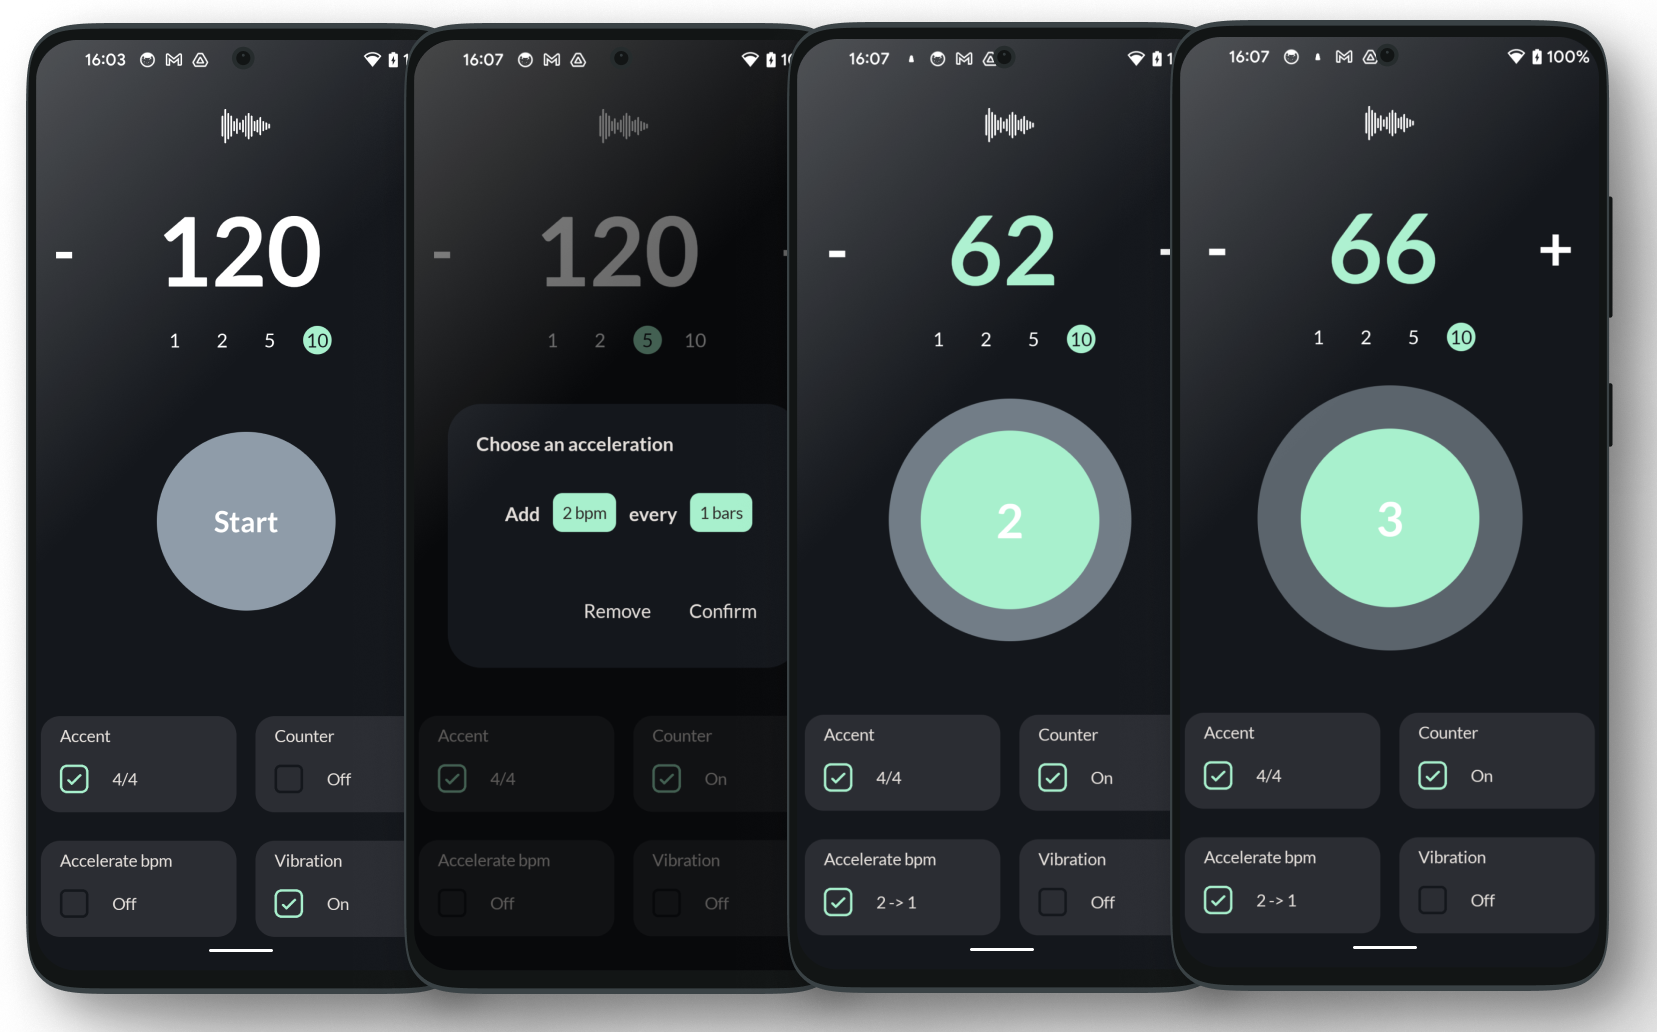 16:03
1
-
120
1 2 5 10
Start
Accent
4/4
Counter
Off
Accelerate bpm
Off
Vibration
On
16:07
10
-
120
1 2 5 10
Choose an acceleration
Add 2 bpm every 1 bars
Remove Confirm
Accent
4/4
Counter
On
Accelerate bpm
Off
Vibration
Off
16:07
1
- 62
1 2 5 10
2
Accent
4/4
Counter
On
Accelerate bpm
2 -> 1
Vibration
Off
16:07 100%
- 66 +
1 2 5 10
3
Accent
4/4
Counter
On
Accelerate bpm
2 -> 1
Vibration
Off